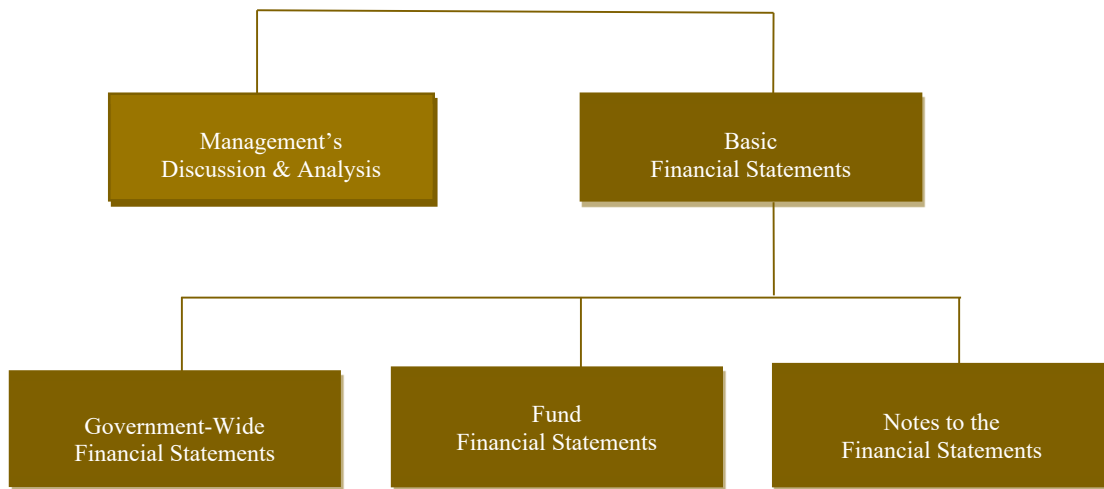 Management’s
Discussion & Analysis
Basic
Financial Statements
Government-Wide
Financial Statements
Fund
Financial Statements
Notes to the
Financial Statements